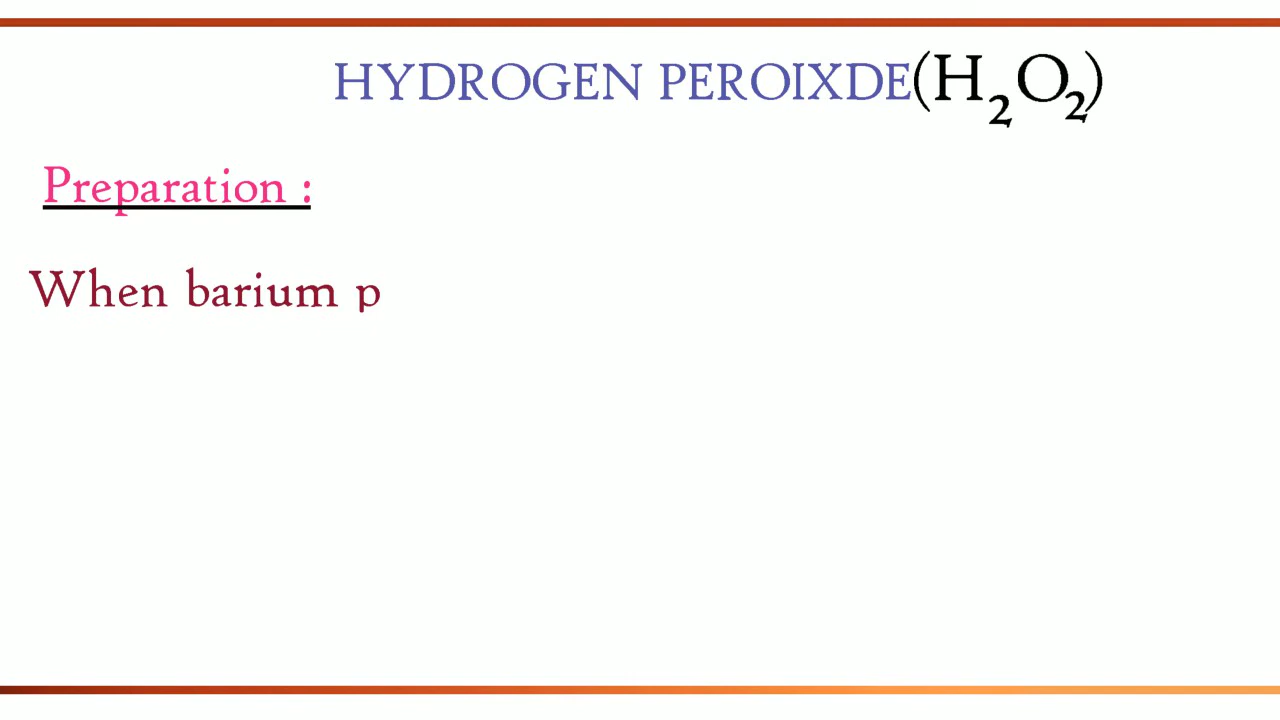 HYDROGEN PEROIXDE(H₂O₂)
Preparation :
When barium p